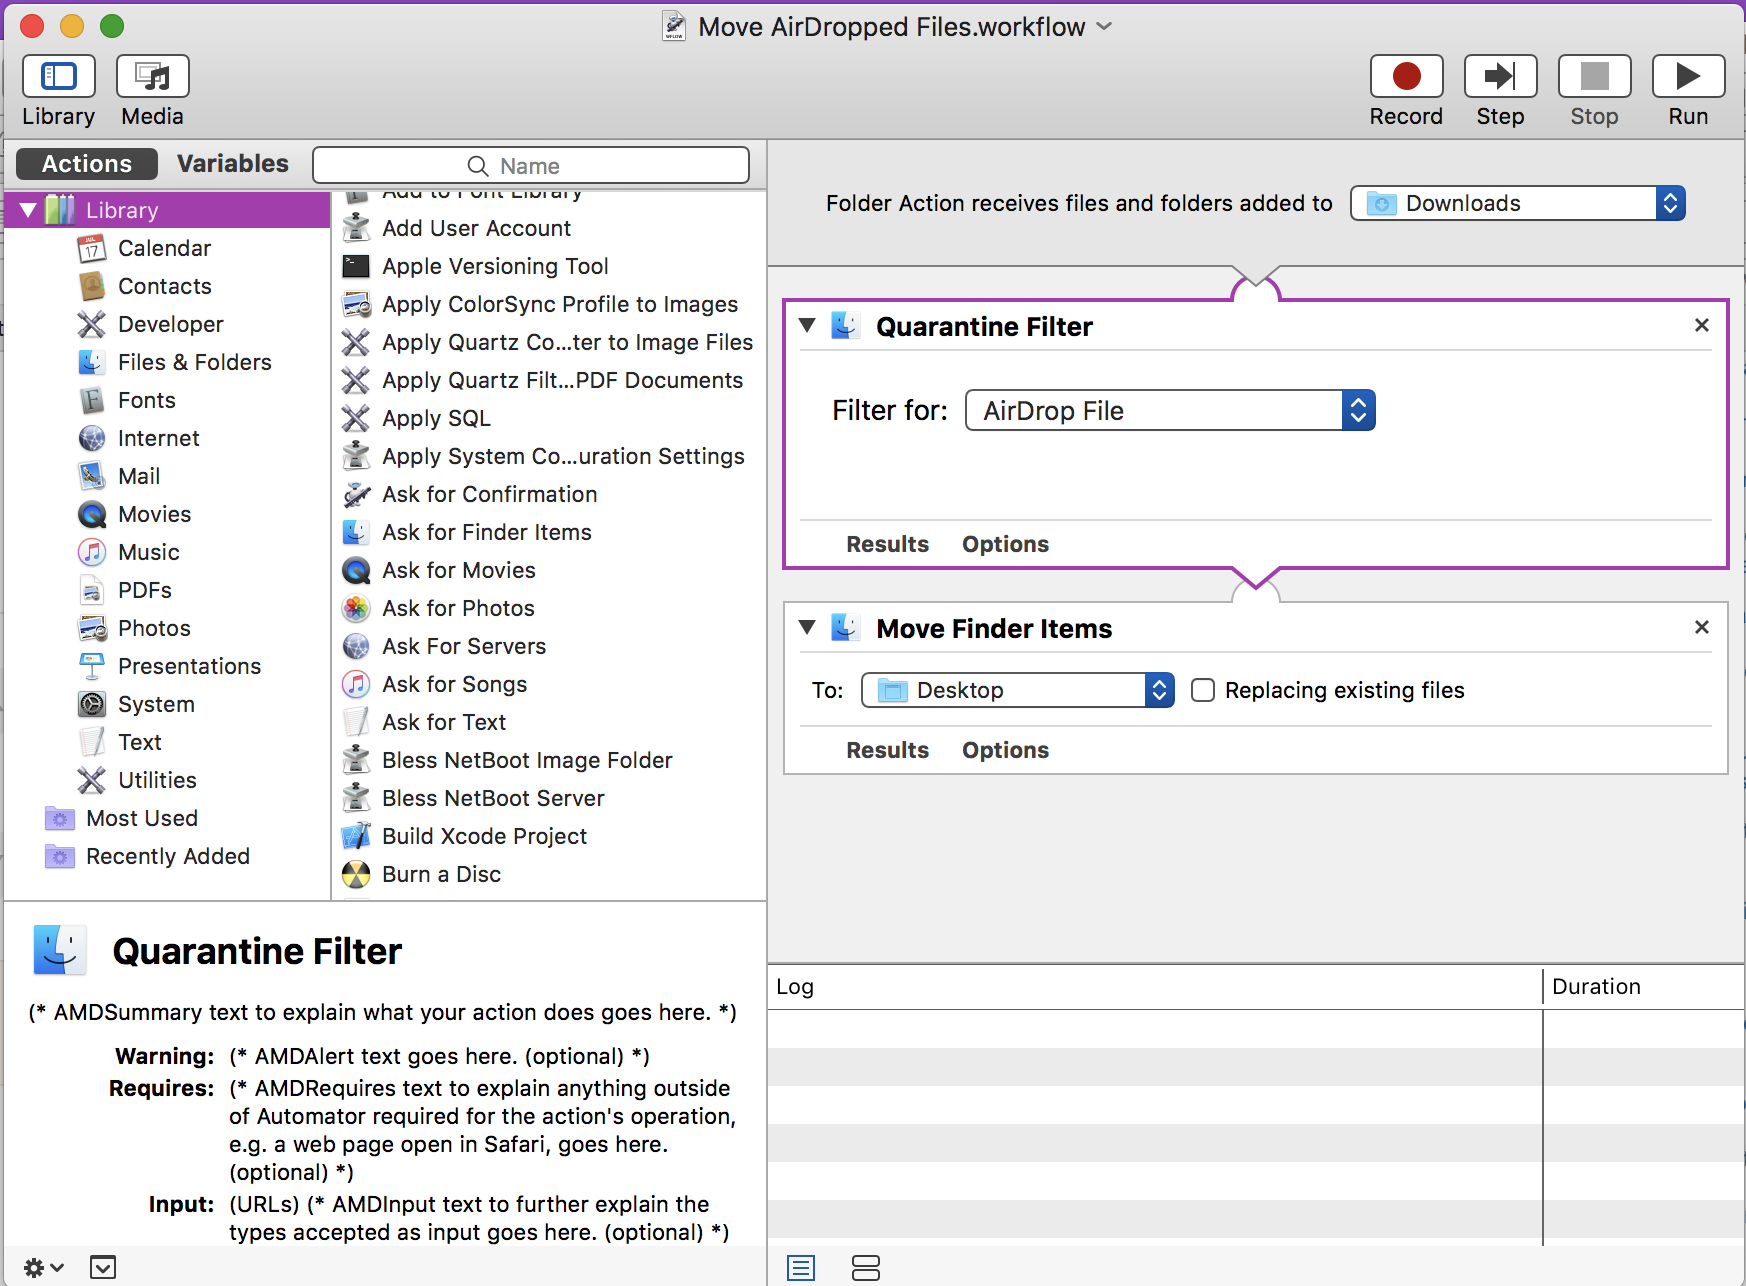 Move AirDropped Files.workflow
Library
Media
Record
Step
Stop
Run
Actions
Variables
Name
Library
Calendar
Contacts
Developer
Files & Folders
Fonts
Internet
Mail
Movies
Music
PDFs
Photos
Presentations
System
Text
Utilities
Most Used
Recently Added
Add to Font Library
Add User Account
Apple Versioning Tool
Apply ColorSync Profile to Images
Apply Quartz Co...ter to Image Files
Apply Quartz Filt...PDF Documents
Apply SQL
Apply System Co...uration Settings
Ask for Confirmation
Ask for Finder Items
Ask for Movies
Ask for Photos
Ask For Servers
Ask for Songs
Ask for Text
Bless NetBoot Image Folder
Bless NetBoot Server
Build Xcode Project
Burn a Disc
Quarantine Filter
(* AMDSummary text to explain what your action does goes here. *)
Warning: (* AMDAlert text goes here. (optional) *)
Requires: (* AMDRequires text to explain anything outside
of Automator required for the action's operation,
e.g. a web page open in Safari, goes here.
(optional) *)
Input: (URLs) (* AMDInput text to further explain the
types accepted as input goes here. (optional) *)
Folder Action receives files and folders added to
Downloads
Quarantine Filter
Filter for: AirDrop File
Results Options
Move Finder Items
To: Desktop Replacing existing files
Results Options
Log
Duration